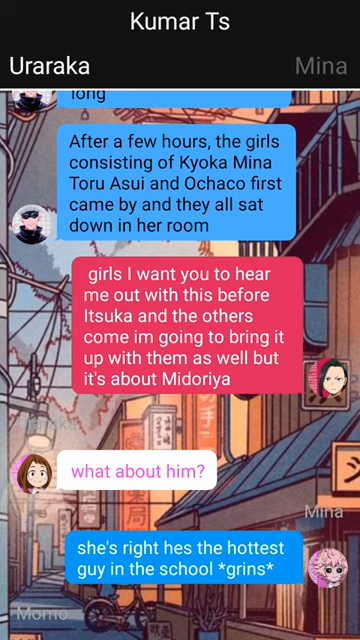 Kumar Ts
Uraraka
Mina
long
After a few hours, the girls
consisting of Kyoka Mina
Toru Asui and Ochaco first
came by and they all sat
down in her room
girls I want you to hear
me out with this before
Itsuka and the others
come im going to bring it
up with them as well but
it's about Midoriya
Uraraka
what about him?
Mina
she's right hes the hottest
guy in the school *grins*
Momo